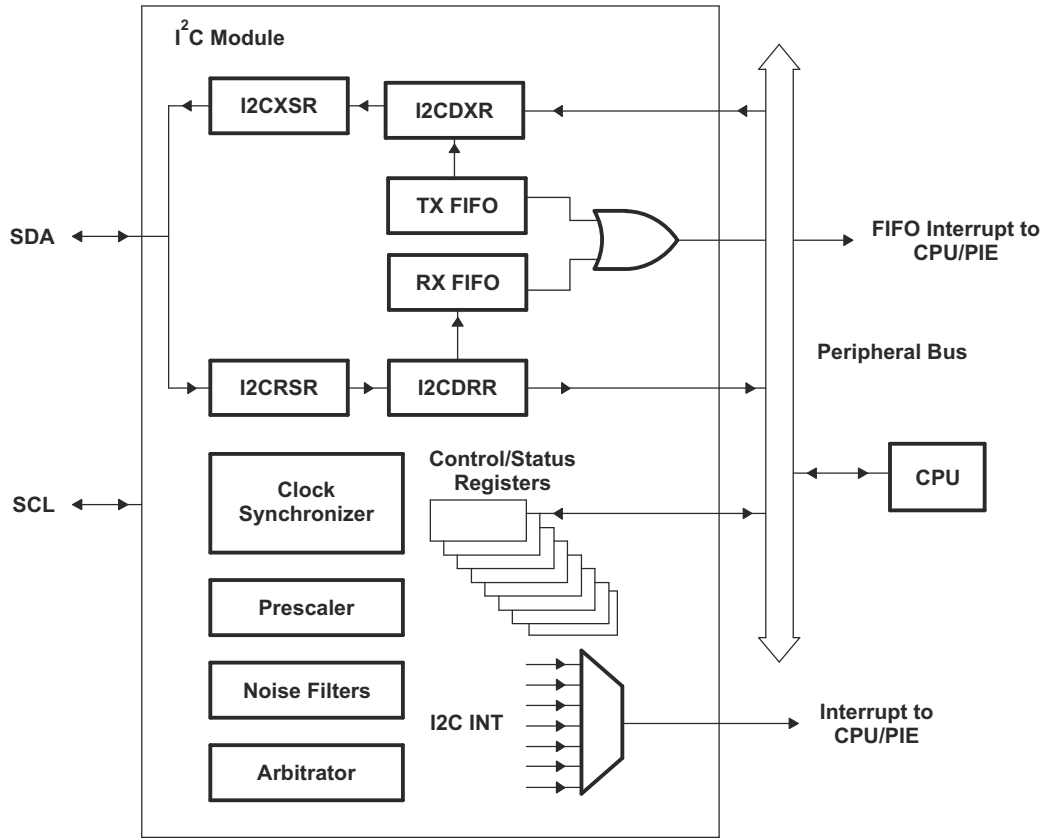 I2C Module
I2CXSR
I2CDXR
TX FIFO
SDA
FIFO Interrupt to
CPU/PIE
RX FIFO
Peripheral Bus
I2CRSR
I2CDRR
Control/Status
Registers
CPU
SCL
Clock
Synchronizer
Prescaler
Noise Filters
I2C INT
Interrupt to
CPU/PIE
Arbitrator